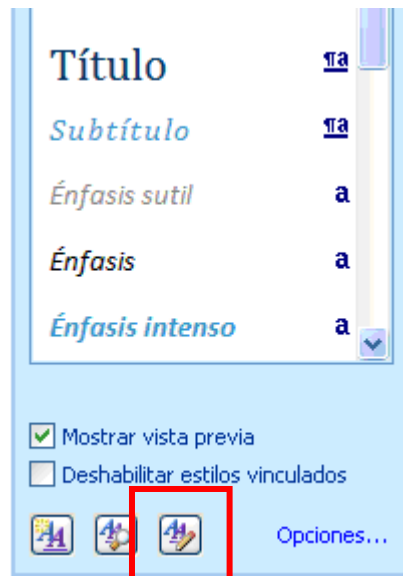 Título ¶a
Subtítulo ¶a
Énfasis sutil a
Énfasis a
Énfasis intenso a
Mostrar vista previa
Deshabilitar estilos vinculados
Opciones...